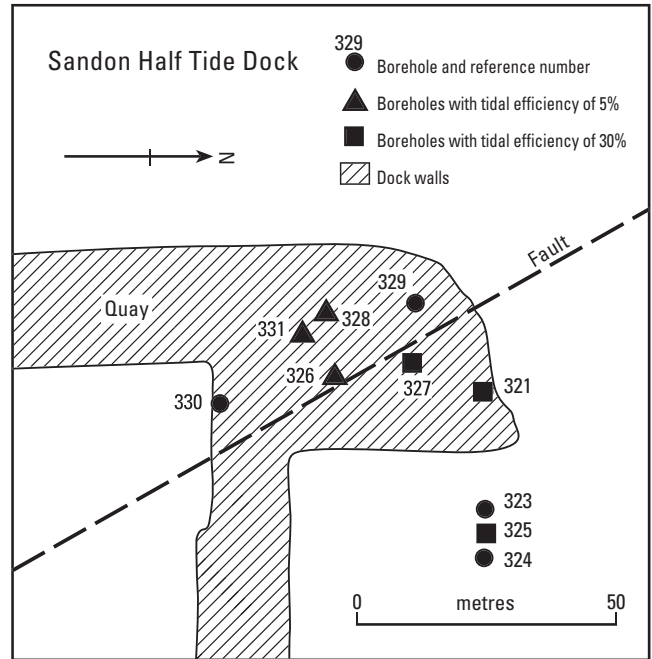 Sandon Half Tide Dock
329
Borehole and reference number
Boreholes with tidal efficiency of 5%
Boreholes with tidal efficiency of 30%
Dock walls
N
Fault
Quay
329
328
331
326
327
321
330
323
325
324
0 metres 50